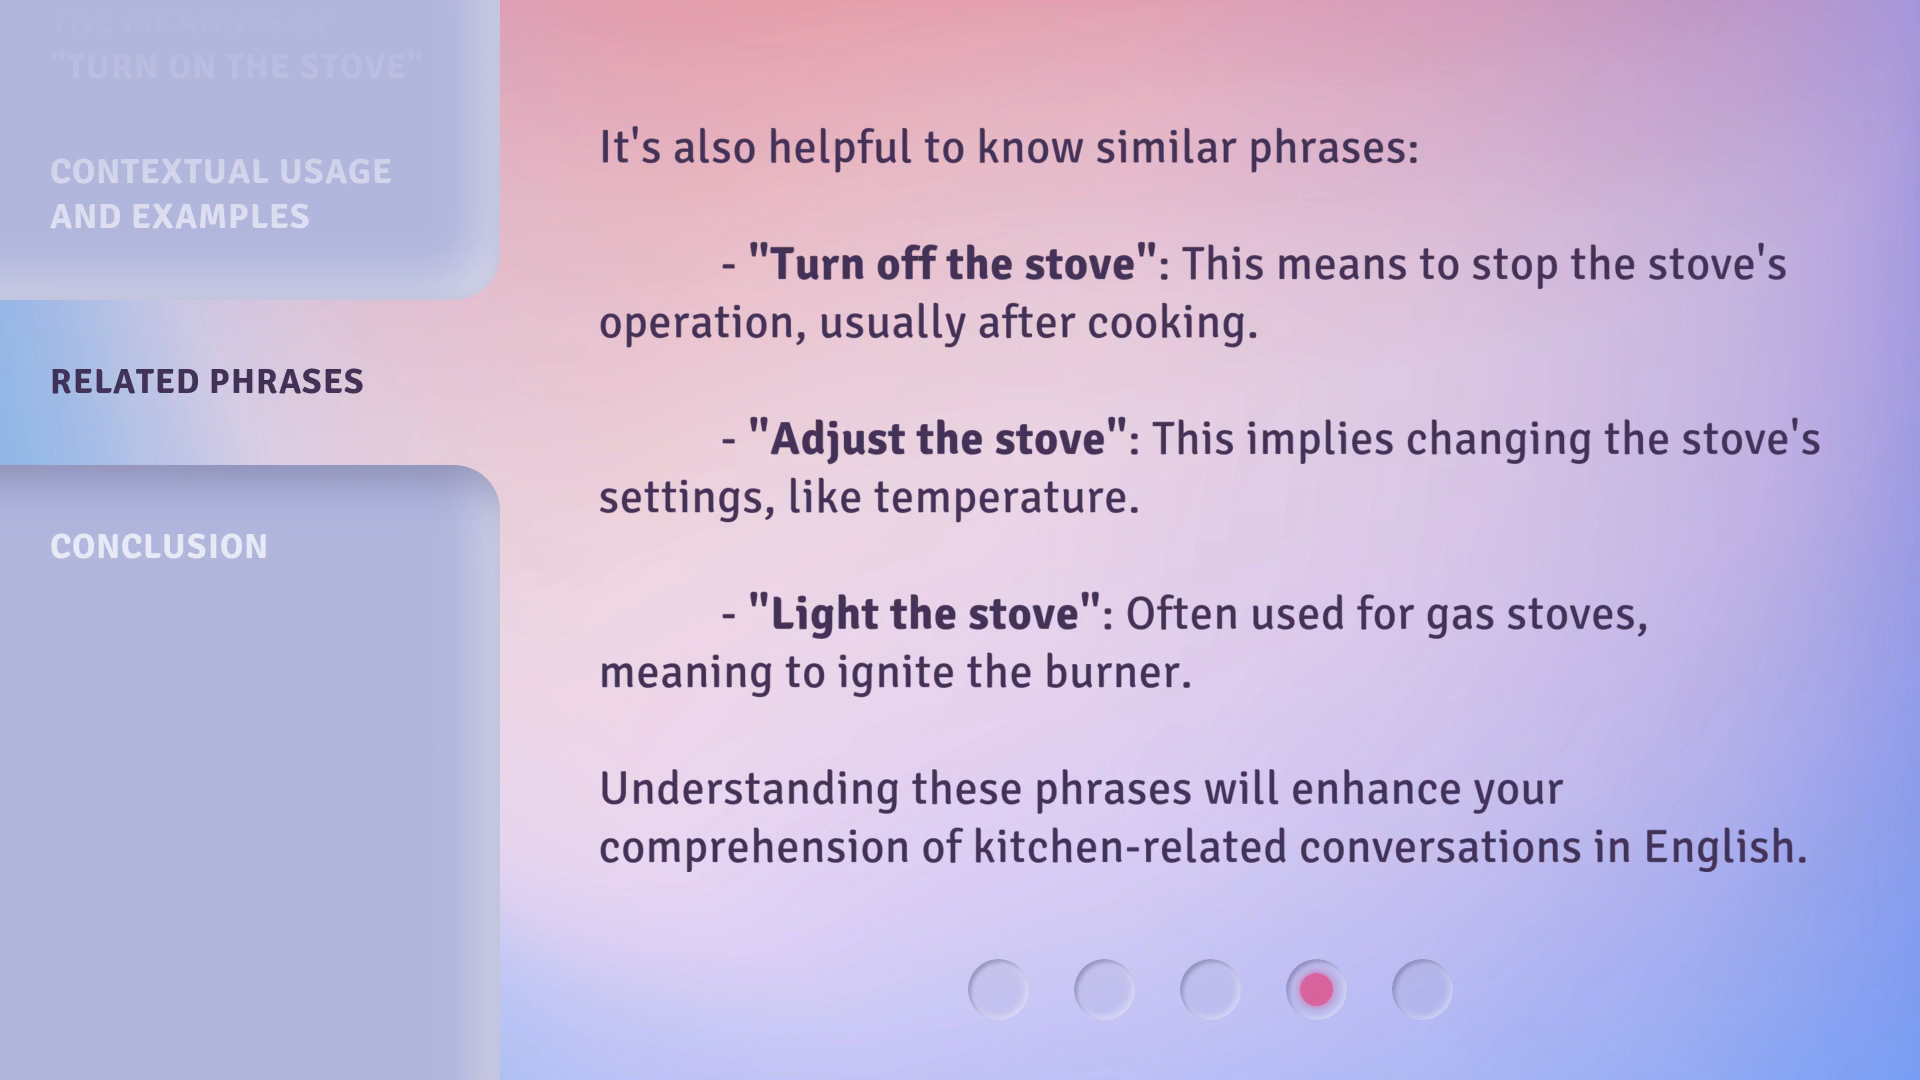 THE MEANING OF
"TURN ON THE STOVE"
CONTEXTUAL USAGE
AND EXAMPLES
RELATED PHRASES
CONCLUSION
It's also helpful to know similar phrases:
- "Turn off the stove": This means to stop the stove's
operation, usually after cooking.
- "Adjust the stove": This implies changing the stove's
settings, like temperature.
- "Light the stove": Often used for gas stoves,
meaning to ignite the burner.
Understanding these phrases will enhance your
comprehension of kitchen-related conversations in English.